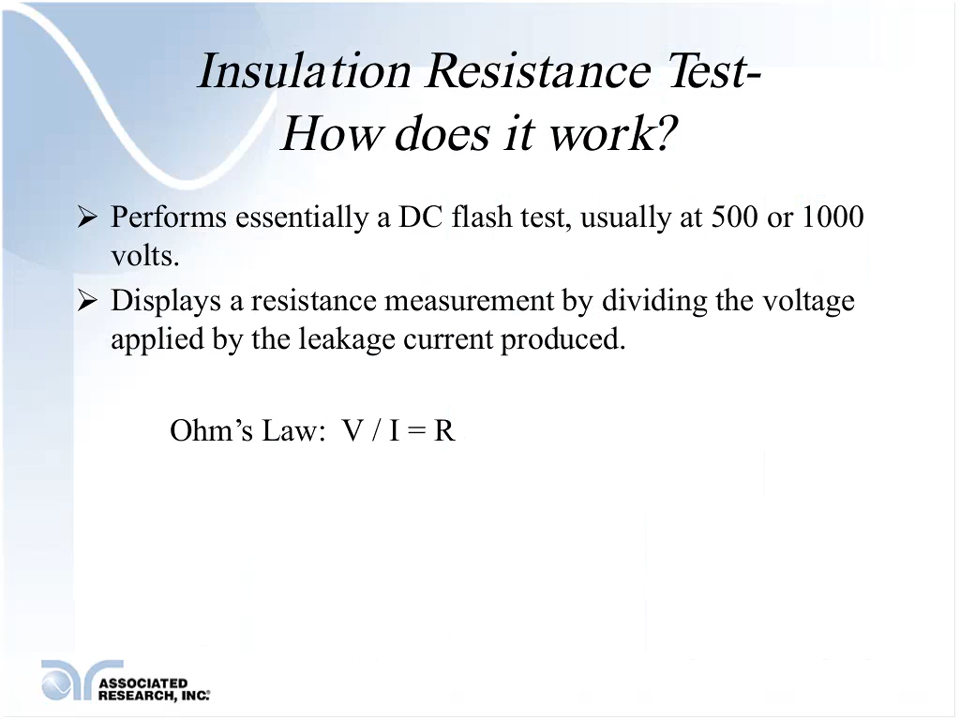 Insulation Resistance Test-
How does it work?
➢ Performs essentially a DC flash test, usually at 500 or 1000
volts.
➢ Displays a resistance measurement by dividing the voltage
applied by the leakage current produced.
Ohm’s Law:  V / I = R
ASSOCIATED
RESEARCH, INC.